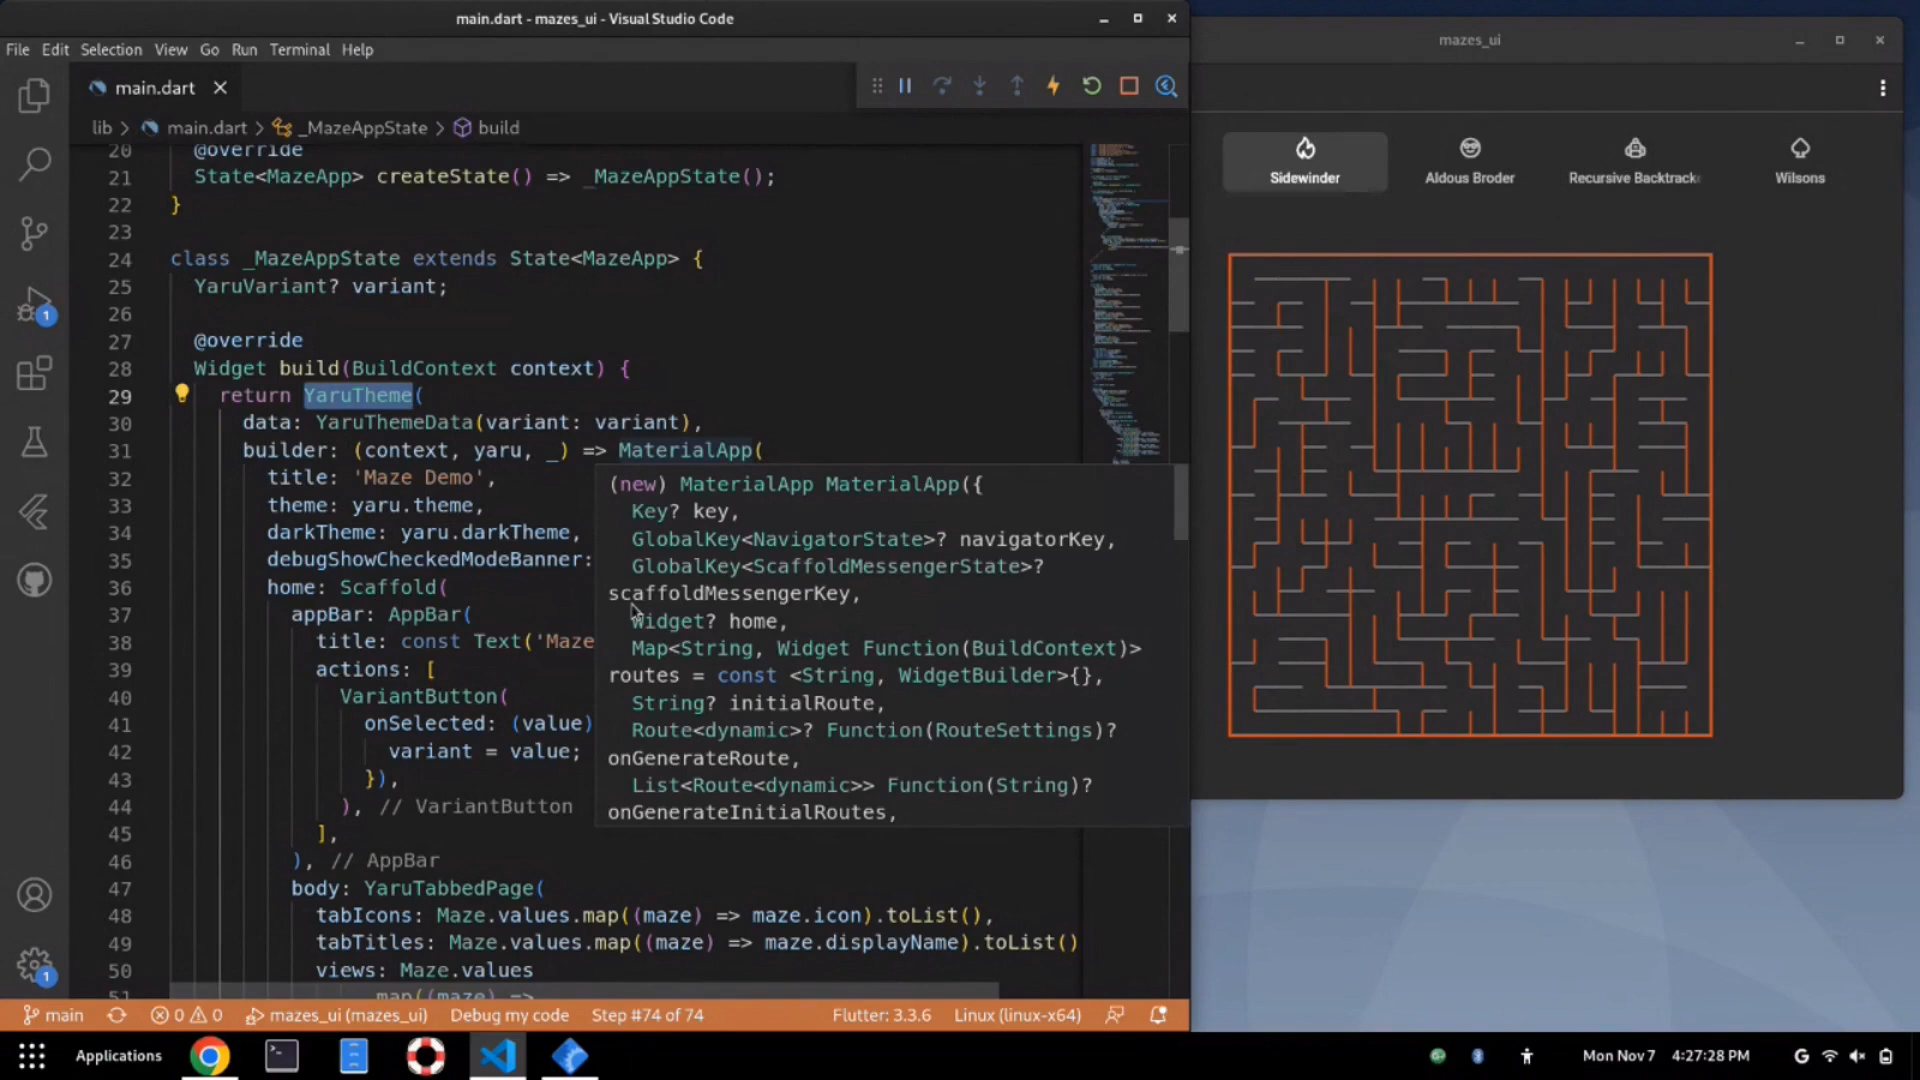 main.dart - mazes_ui - Visual Studio Code
File Edit Selection View Go Run Terminal Help
main.dart
lib > main.dart > _MazeAppState > build
20 @override
21 State<MazeApp> createState() => _MazeAppState();
22 }
23
24 class _MazeAppState extends State<MazeApp> {
25 YaruVariant? variant;
26
27 @override
28 Widget build(BuildContext context) {
29 return YaruTheme(
30 data: YaruThemeData(variant: variant),
31 builder: (context, yaru, _) => MaterialApp(
32 title: 'Maze Demo',
33 theme: yaru.theme,
34 darkTheme: yaru.darkTheme,
35 debugShowCheckedModeBanner:
36 home: Scaffold(
37 appBar: AppBar(
38 title: const Text('Maze
39 actions: [
40 VariantButton(
41 onSelected: (value)
42 variant = value;
43 }),
44 ), // VariantButton
45 ],
46 ), // AppBar
47 body: YaruTabbedPage(
48 tabIcons: Maze.values.map((maze) => maze.icon).toList(),
49 tabTitles: Maze.values.map((maze) => maze.displayName).toList()
50 views: Maze.values
51 map((maze) =>
(new) MaterialApp MaterialApp({
Key? key,
GlobalKey<NavigatorState>? navigatorKey,
GlobalKey<ScaffoldMessengerState>?
scaffoldMessengerKey,
Widget? home,
Map<String, Widget Function(BuildContext)>
routes = const <String, WidgetBuilder>{},
String? initialRoute,
Route<dynamic>? Function(RouteSettings)?
onGenerateRoute,
List<Route<dynamic>> Function(String)?
onGenerateInitialRoutes,
1
1
main 0 0 mazes_ui (mazes_ui) Debug my code Step #74 of 74 Flutter: 3.3.6 Linux (linux-x64)
mazes_ui
Sidewinder Aldous Broder Recursive Backtrack Wilsons
Applications Mon Nov 7 4:27:28 PM G